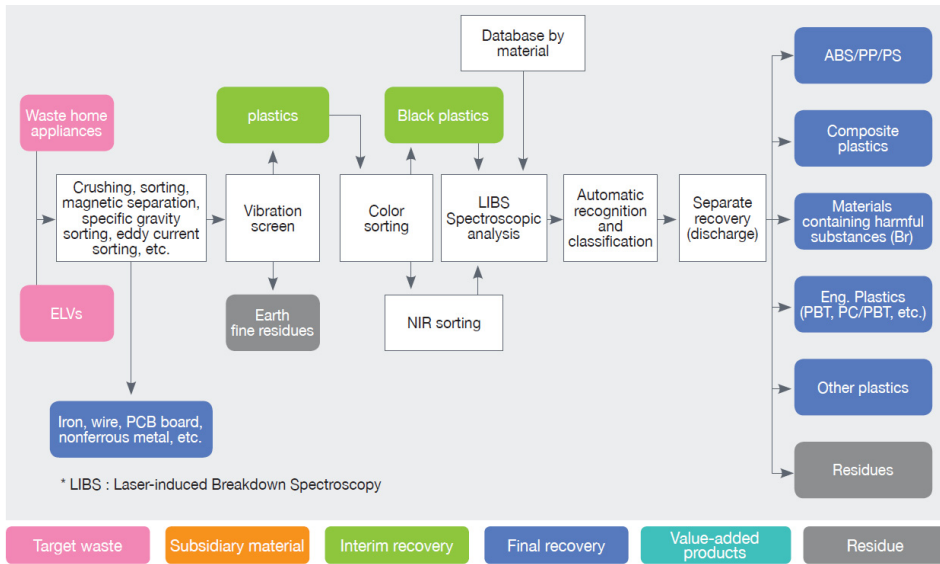 Database by
material
ABS/PP/PS
Waste home
appliances
plastics
Black plastics
Composite
plastics
Crushing, sorting,
magnetic separation,
specific gravity
sorting, eddy current
sorting, etc.
Vibration
screen
Color
sorting
LIBS
Spectroscopic
analysis
Automatic
recognition
and
classification
Separate
recovery
(discharge)
Materials
containing harmful
substances (Br)
ELVs
Earth
fine residues
NIR sorting
Eng. Plastics
(PBT, PC/PBT, etc.)
Other plastics
Iron, wire, PCB board,
nonferrous metal, etc.
Residues
* LIBS : Laser-induced Breakdown Spectroscopy
Target waste
Subsidiary material
Interim recovery
Final recovery
Value-added
products
Residue